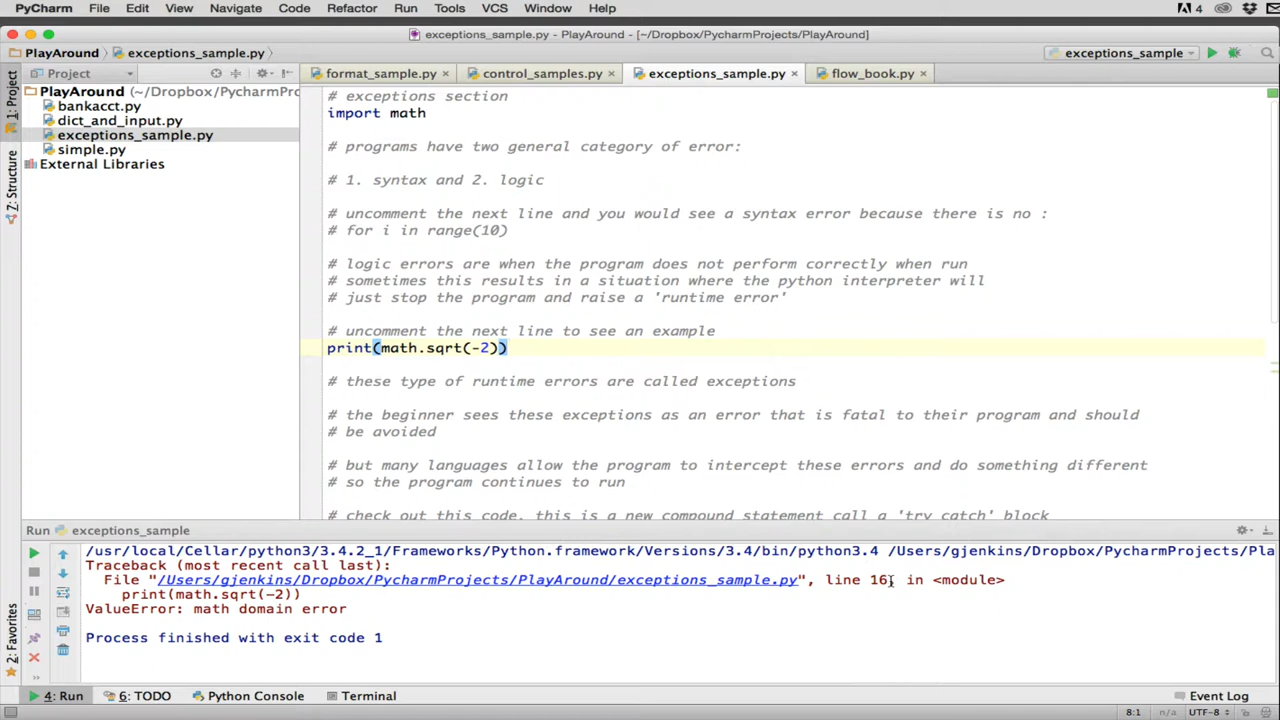 PyCharm File Edit View Navigate Code Refactor Run Tools VCS Window Help 4
exceptions_sample.py - PlayAround - [~/Dropbox/PycharmProjects/PlayAround]
PlayAround exceptions_sample.py exceptions_sample
1: Project
Z: Structure
2: Favorites
Project
format_sample.py control_samples.py exceptions_sample.py flow_book.py
PlayAround (~/Dropbox/PycharmPro
bankacct.py
dict_and_input.py
exceptions_sample.py
simple.py
External Libraries
# exceptions section
import math
# programs have two general category of error:
# 1. syntax and 2. logic
# uncomment the next line and you would see a syntax error because there is no :
# for i in range(10)
# logic errors are when the program does not perform correctly when run
# sometimes this results in a situation where the python interpreter will
# just stop the program and raise a 'runtime error'
# uncomment the next line to see an example
print(math.sqrt(-2))
# these type of runtime errors are called exceptions
# the beginner sees these exceptions as an error that is fatal to their program and should
# be avoided
# but many languages allow the program to intercept these errors and do something different
# so the program continues to run
# check out this code, this is a new compound statement call a 'try catch' block
Run exceptions_sample
/usr/local/Cellar/python3/3.4.2_1/Frameworks/Python.framework/Versions/3.4/bin/python3.4 /Users/gjenkins/Dropbox/PycharmProjects/Pla
Traceback (most recent call last):
File "/Users/gjenkins/Dropbox/PycharmProjects/PlayAround/exceptions_sample.py", line 16, in <module>
print(math.sqrt(-2))
ValueError: math domain error
Process finished with exit code 1
4: Run 6: TODO Python Console Terminal Event Log
8:1 n/a UTF-8